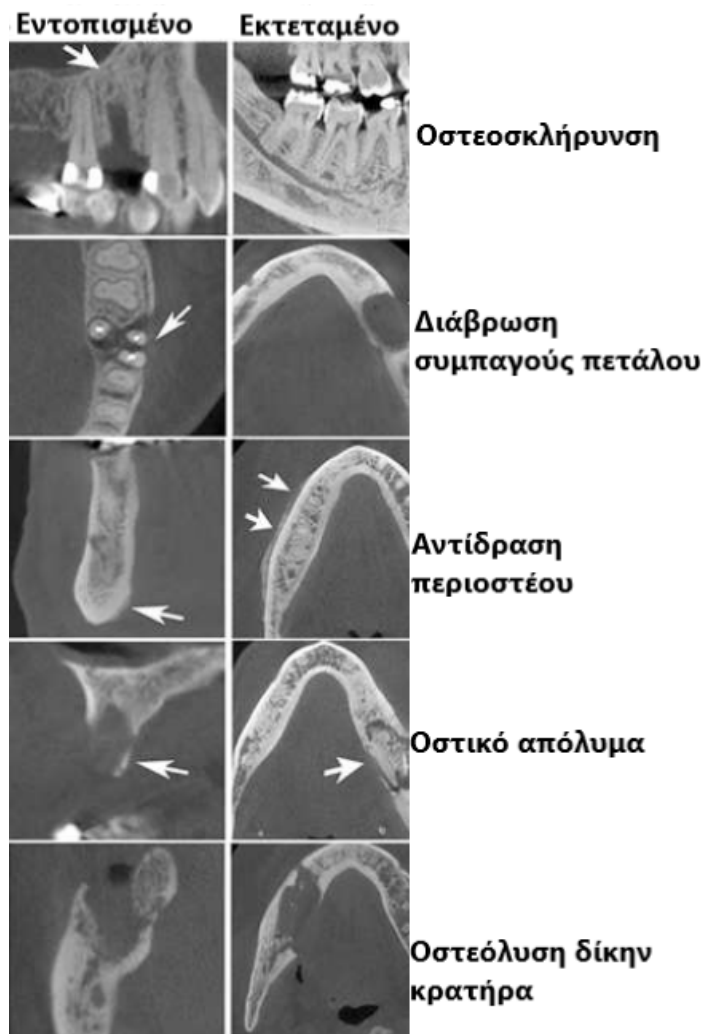 Εντοπισμένο Εκτεταμένο
Οστεοσκλήρυνση
Διάβρωση
συμπαγούς πετάλου
Αντίδραση
περιοστέου
Οστικό απόλυμα
Οστεόλυση δίκην
κρατήρα